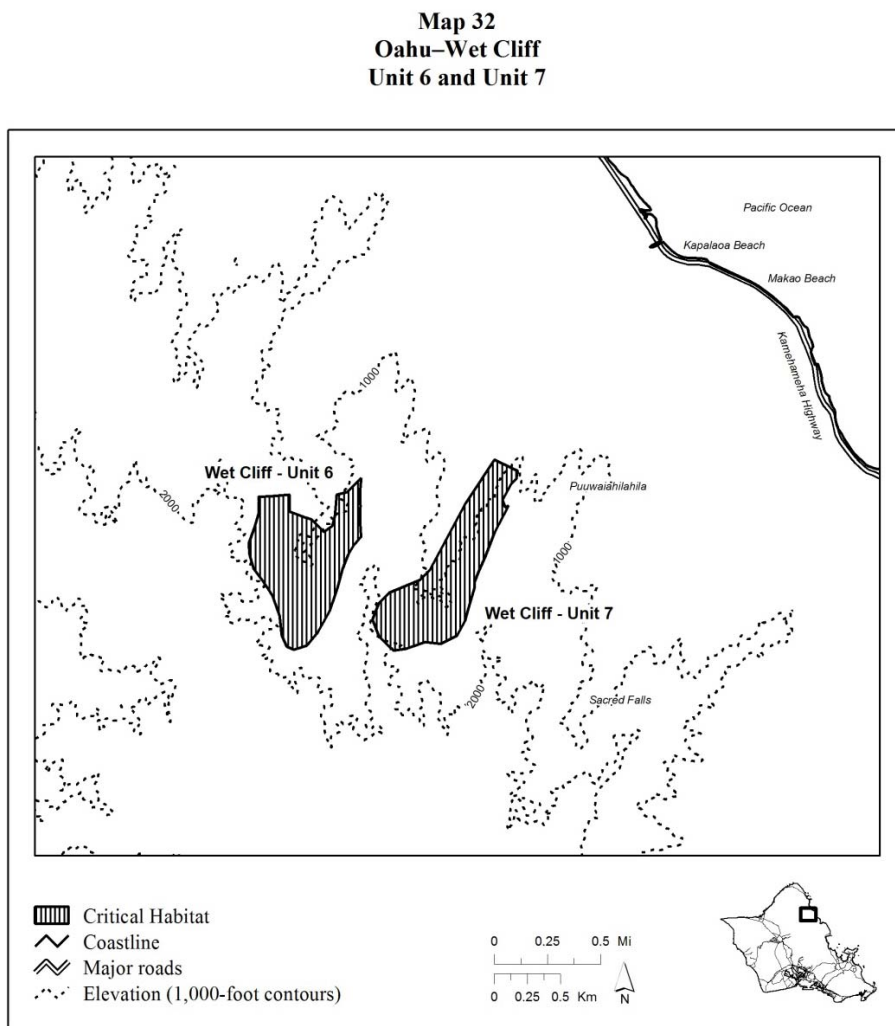 Map 32
Oahu–Wet Cliff
Unit 6 and Unit 7
Pacific Ocean
Kapalaoa Beach
Makao Beach
Kamehameha Highway
1000
Wet Cliff - Unit 6
2000
Puuwaiahilahila
1000
Wet Cliff - Unit 7
2000
Sacred Falls
Critical Habitat
Coastline
Major roads
Elevation (1,000-foot contours)
0 0.25 0.5 Mi
0 0.25 0.5 Km
N